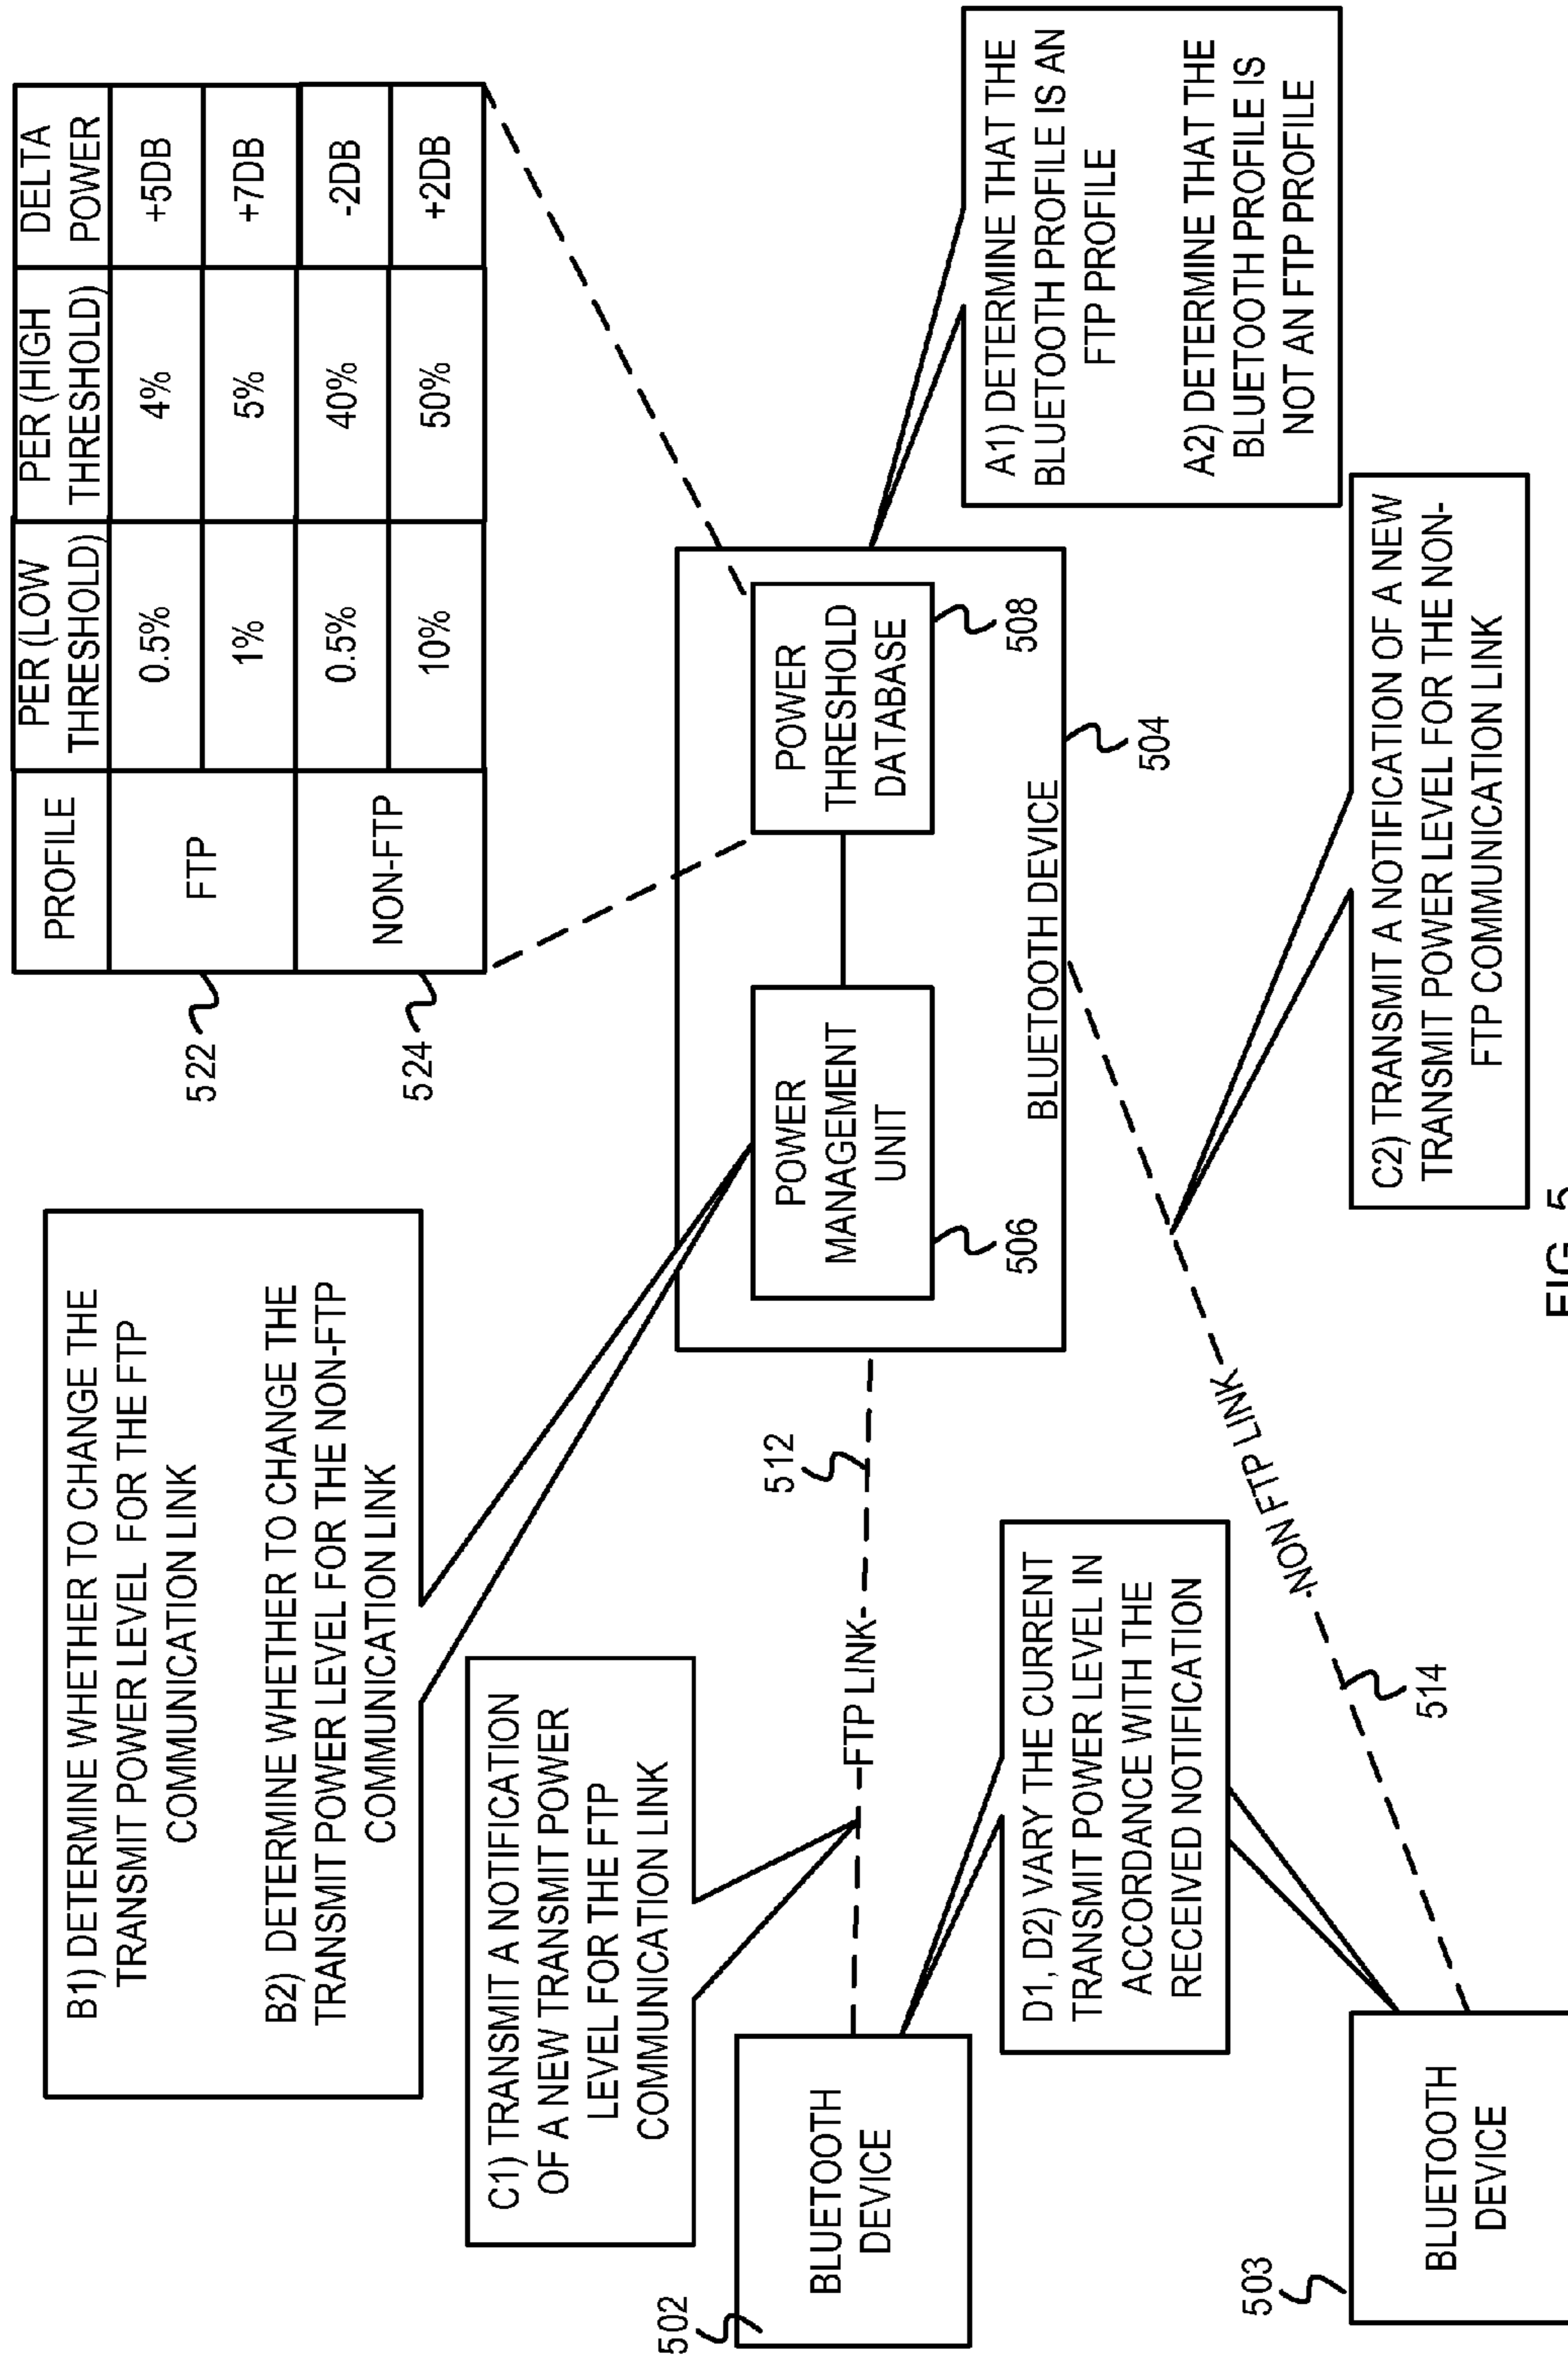 PROFILE PER (LOW THRESHOLD) PER (HIGH THRESHOLD) DELTA POWER
FTP 0.5% 4% +5DB
1% 5% +7DB
NON-FTP 0.5% 40% -2DB
10% 50% +2DB
522
524
B1) DETERMINE WHETHER TO CHANGE THE
TRANSMIT POWER LEVEL FOR THE FTP
COMMUNICATION LINK
B2) DETERMINE WHETHER TO CHANGE THE
TRANSMIT POWER LEVEL FOR THE NON-FTP
COMMUNICATION LINK
C1) TRANSMIT A NOTIFICATION
OF A NEW TRANSMIT POWER
LEVEL FOR THE FTP
COMMUNICATION LINK
502
BLUETOOTH
DEVICE
FTP LINK
512
POWER
MANAGEMENT
UNIT
506
POWER
THRESHOLD
DATABASE
508
BLUETOOTH DEVICE
504
A1) DETERMINE THAT THE
BLUETOOTH PROFILE IS AN
FTP PROFILE
A2) DETERMINE THAT THE
BLUETOOTH PROFILE IS
NOT AN FTP PROFILE
D1, D2) VARY THE CURRENT
TRANSMIT POWER LEVEL IN
ACCORDANCE WITH THE
RECEIVED NOTIFICATION
NON FTP LINK
514
C2) TRANSMIT A NOTIFICATION OF A NEW
TRANSMIT POWER LEVEL FOR THE NON-
FTP COMMUNICATION LINK
503
BLUETOOTH
DEVICE
FIG. 5